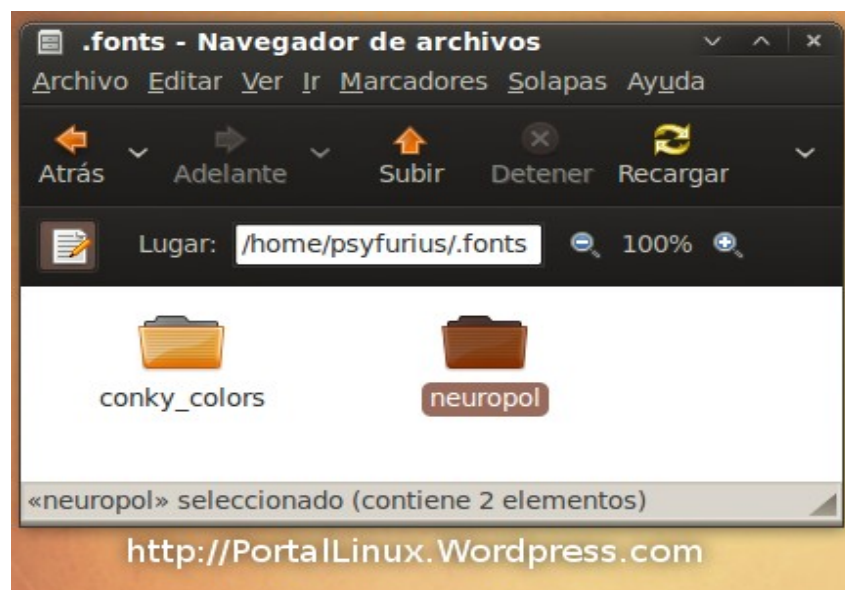 .fonts - Navegador de archivos
Archivo Editar Ver Ir Marcadores Solapas Ayuda
Atrás Adelante Subir Detener Recargar
Lugar: /home/psyfurius/.fonts 100%
conky_colors neuropol
«neuropol» seleccionado (contiene 2 elementos)
http://PortalLinux.Wordpress.com